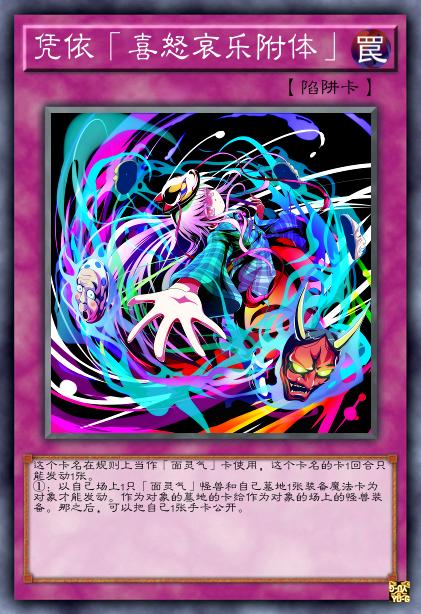 凭依「喜怒哀乐附体」
罠
【陷阱卡】
这个卡名在规则上当作「面灵气」卡使用，这个卡名的卡1回合只
能发动1张。
①：以自己场上1只「面灵气」怪兽和自己墓地1张装备魔法卡为
对象才能发动。作为对象的墓地的卡给作为对象的场上的怪兽装
备。那之后，可以把自己1张手卡公开。